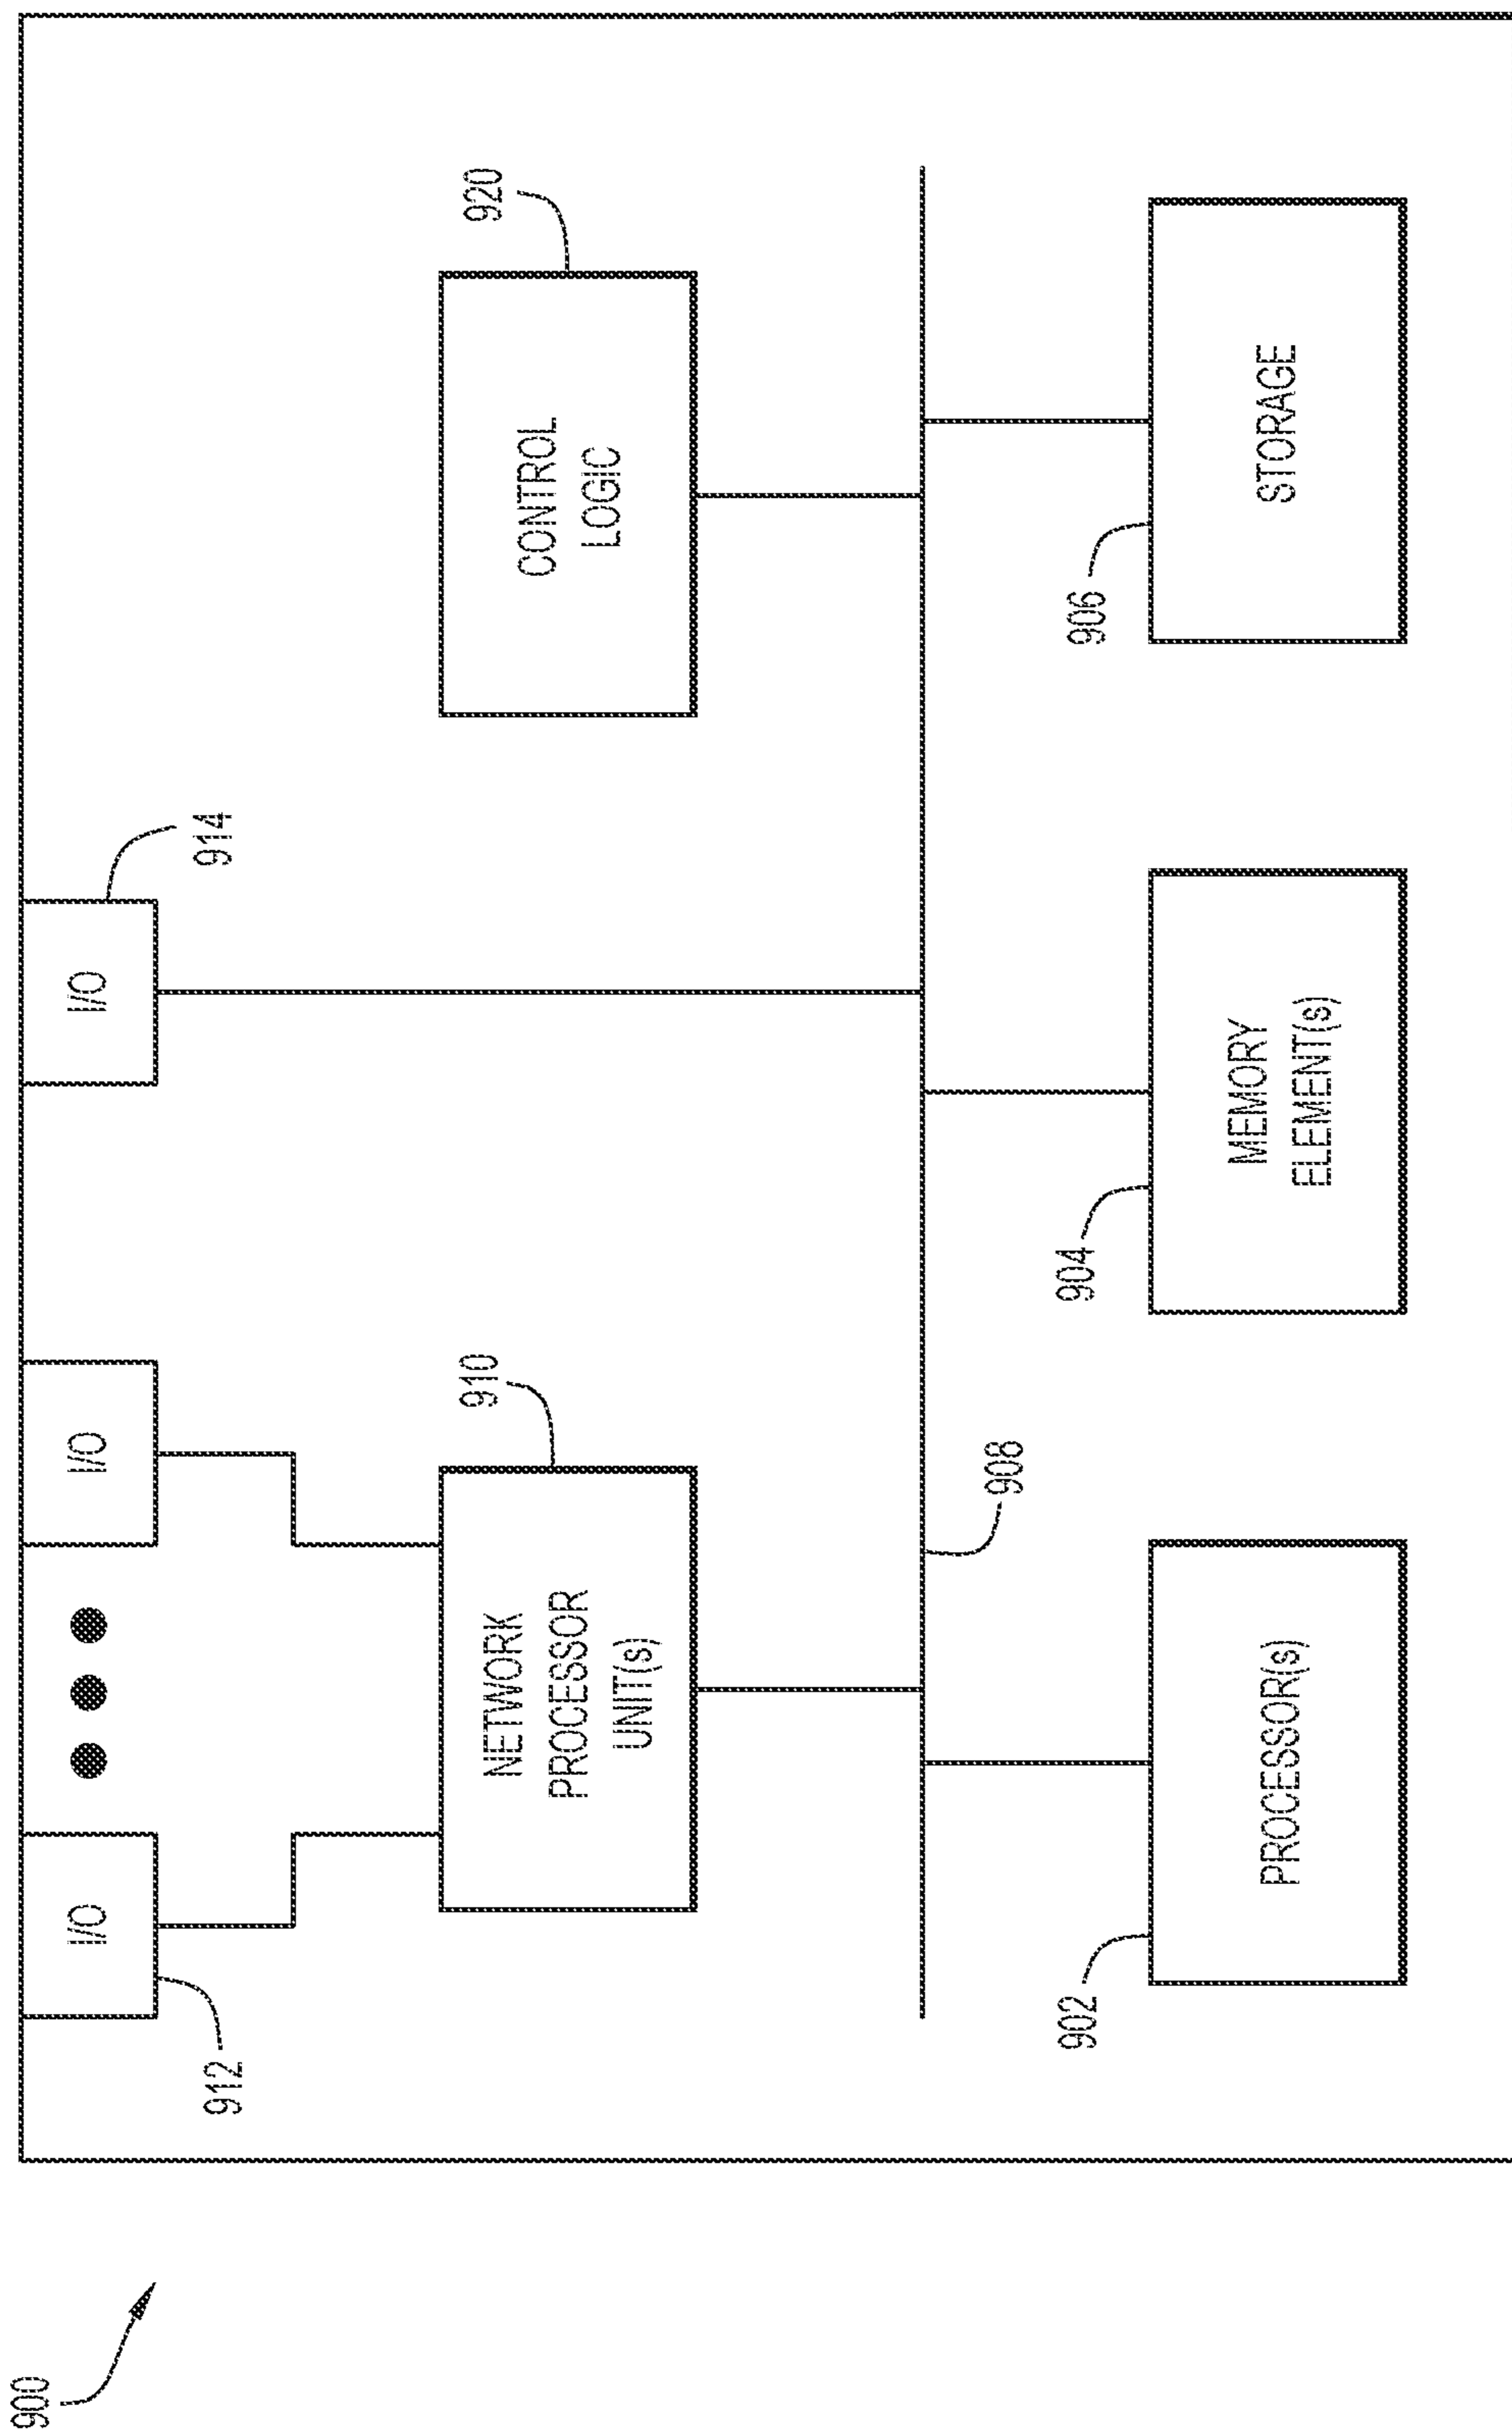 900
912
I/O
I/O
I/O
914
910
920
NETWORK
PROCESSOR
UNIT(s)
CONTROL
LOGIC
908
902
904
906
PROCESSOR(s)
MEMORY
ELEMENT(s)
STORAGE